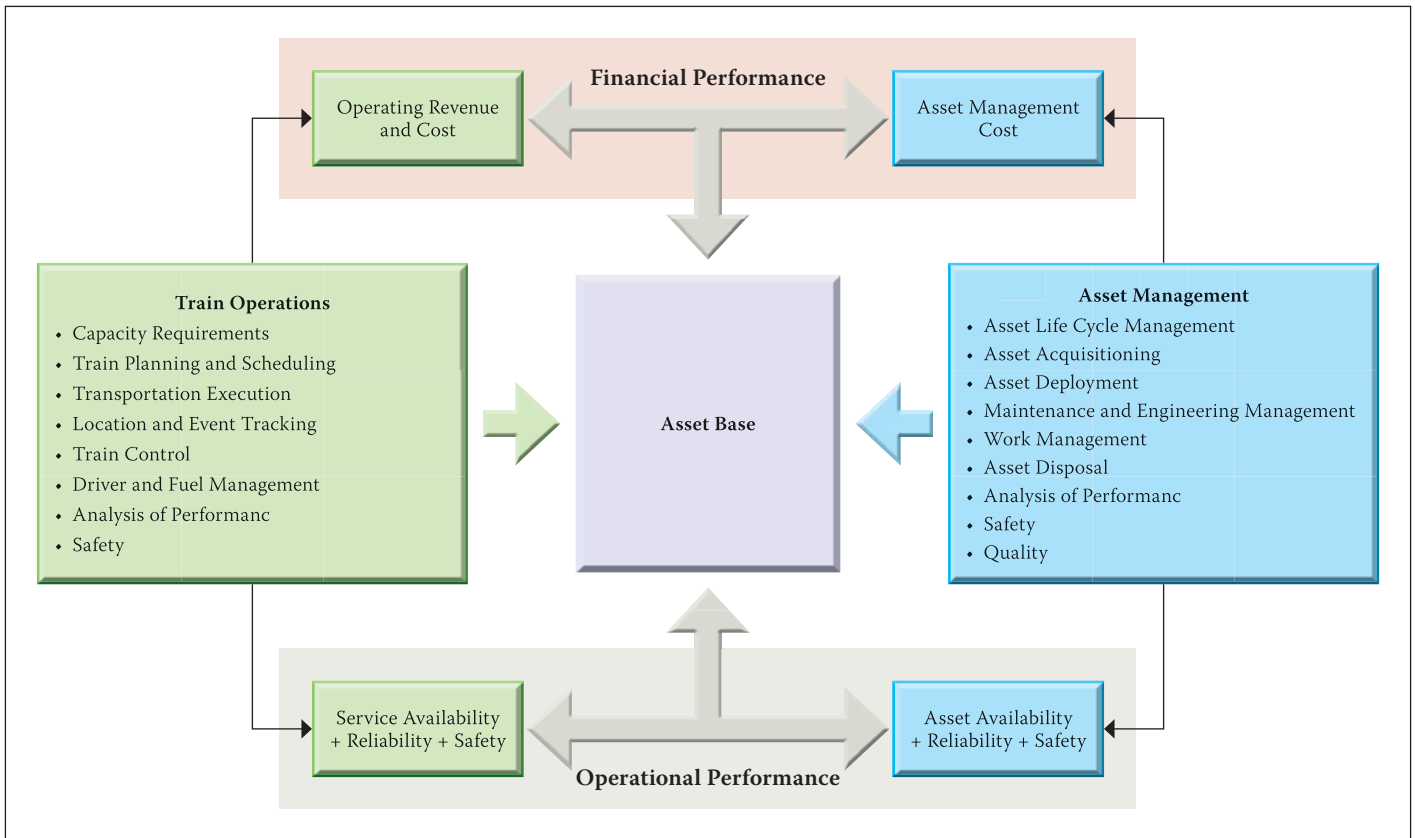 Financial Performance
Operating Revenue
and Cost
Asset Management
Cost
Train Operations
• Capacity Requirements
• Train Planning and Scheduling
• Transportation Execution
• Location and Event Tracking
• Train Control
• Driver and Fuel Management
• Analysis of Performanc
• Safety
Asset Base
Asset Management
• Asset Life Cycle Management
• Asset Acquisitioning
• Asset Deployment
• Maintenance and Engineering Management
• Work Management
• Asset Disposal
• Analysis of Performanc
• Safety
• Quality
Service Availability
+ Reliability + Safety
Asset Availability
+ Reliability + Safety
Operational Performance